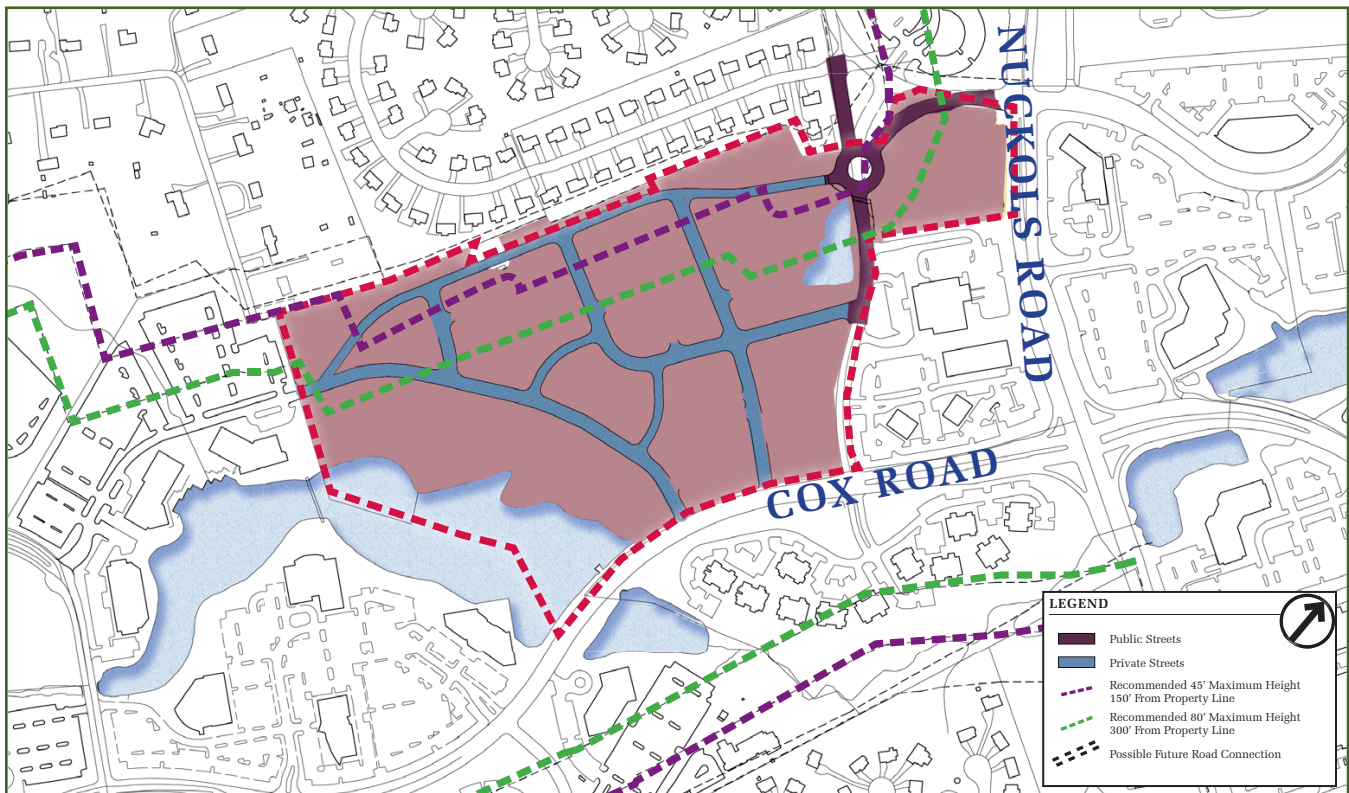 NUCKOLS ROAD
COX ROAD
LEGEND
Public Streets
Private Streets
Recommended 45' Maximum Height
150' From Property Line
Recommended 80' Maximum Height
300' From Property Line
Possible Future Road Connection